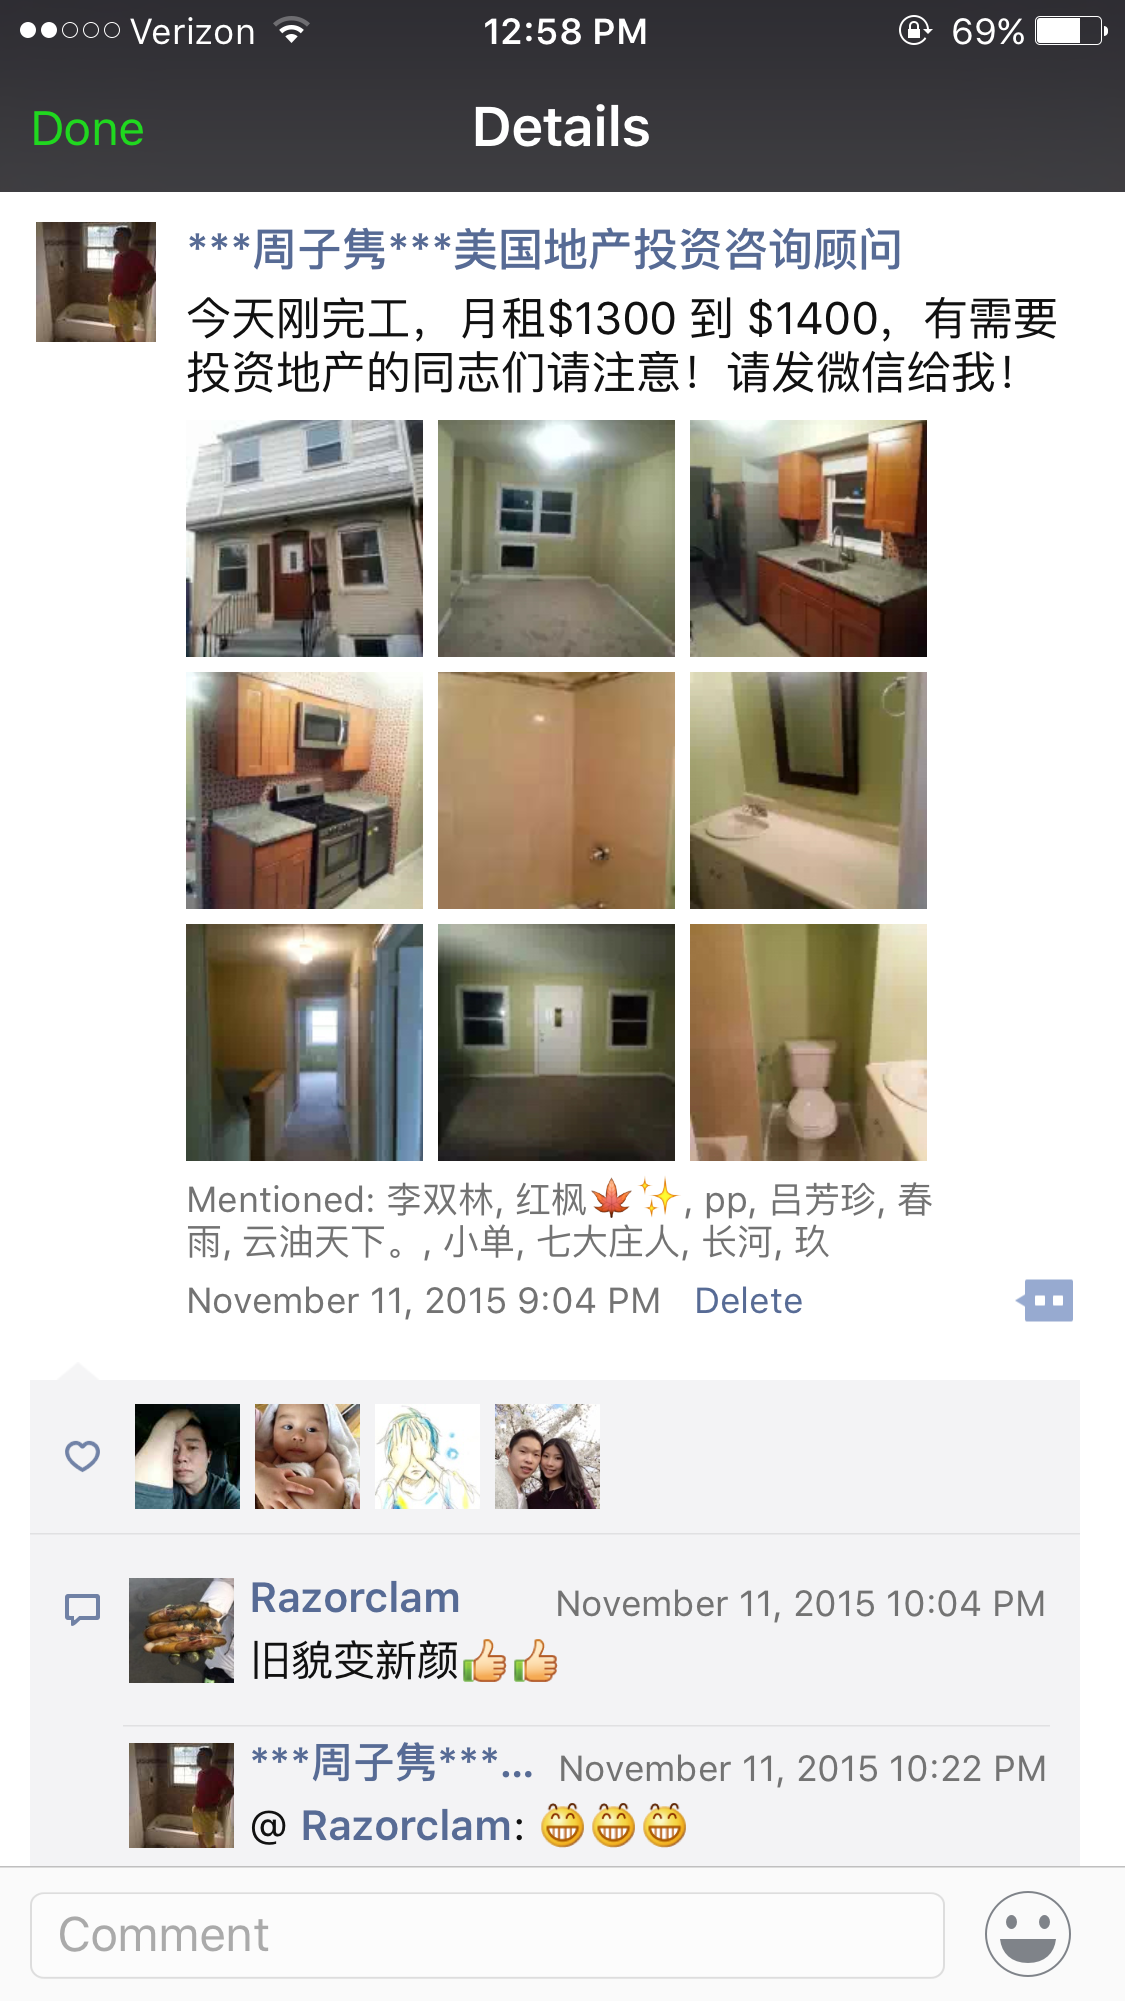 Verizon 12:58 PM 69%
Done Details
***周子隽***美国地产投资咨询顾问
今天刚完工，月租$1300 到 $1400，有需要
投资地产的同志们请注意！请发微信给我！
Mentioned: 李双林, 红枫🍁✨, pp, 吕芳珍, 春
雨, 云油天下。, 小单, 七大庄人, 长河, 玖
November 11, 2015 9:04 PM Delete
Razorclam November 11, 2015 10:04 PM
旧貌变新颜👍👍
***周子隽***... November 11, 2015 10:22 PM
@ Razorclam: 😁😁😁
Comment